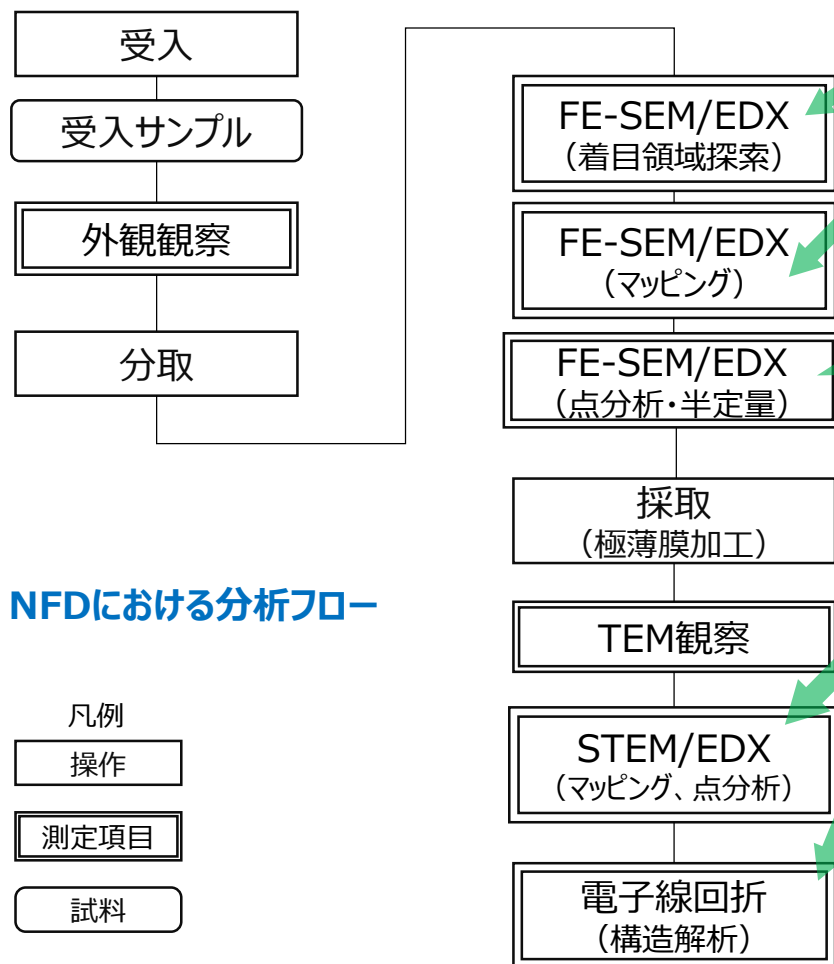 受入
受入サンプル
外観観察
分取
FE-SEM/EDX
（着目領域探索）
FE-SEM/EDX
（マッピング）
FE-SEM/EDX
（点分析・半定量）
採取
（極薄膜加工）
TEM観察
STEM/EDX
（マッピング、点分析）
電子線回折
（構造解析）
NFDにおける分析フロー
凡例
操作
測定項目
試料